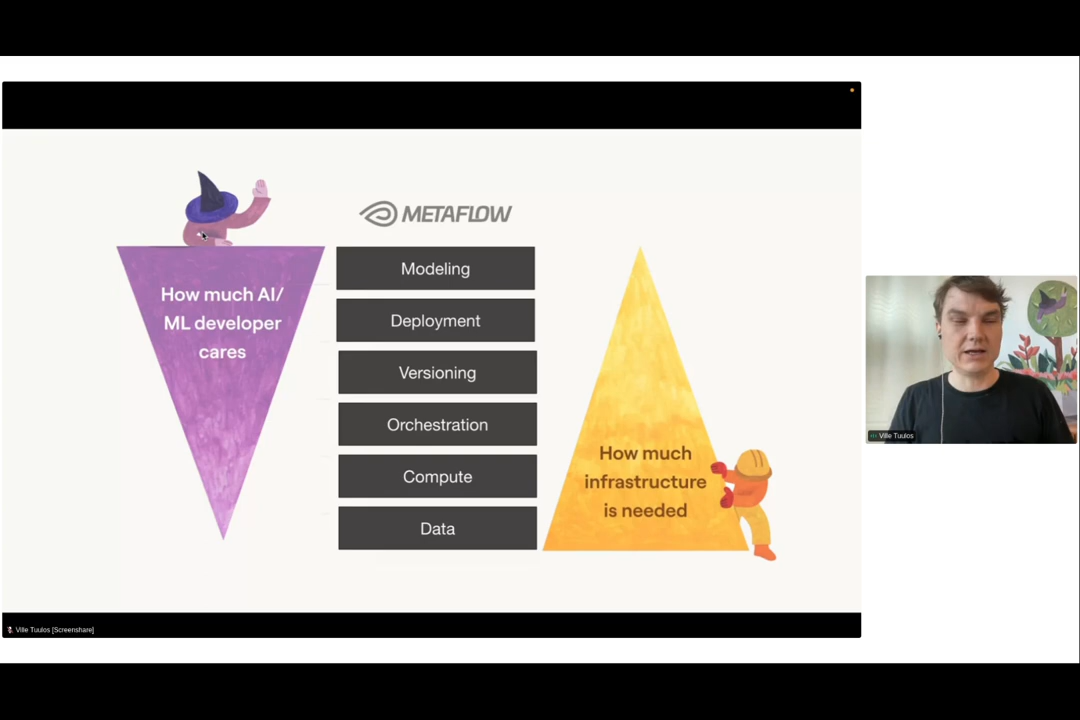 METAFLOW
How much AI/
ML developer
cares
Modeling
Deployment
Versioning
Orchestration
Compute
Data
How much
infrastructure
is needed
Ville Tuulos
Ville Tuulos [Screenshare]